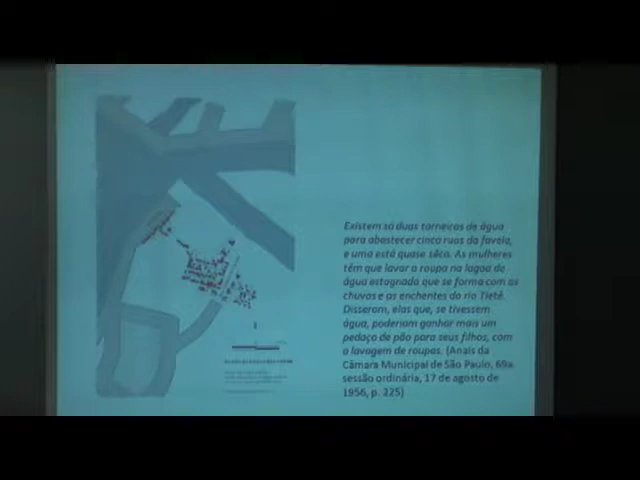 Existem só duas torneiras de água
para abastecer cinco ruas da favela,
e uma está quase sêca. As mulheres
têm que lavar a roupa na lagoa de
água estagnada que se forma com as
chuvas e as enchentes do rio Tietê.
Disseram, elas que, se tivessem
água, poderiam ganhar mais um
pedaço de pão para seus filhos, com
a lavagem de roupas. (Anais da
Câmara Municipal de São Paulo, 69a.
sessão ordinária, 17 de agosto de
1956, p. 225)